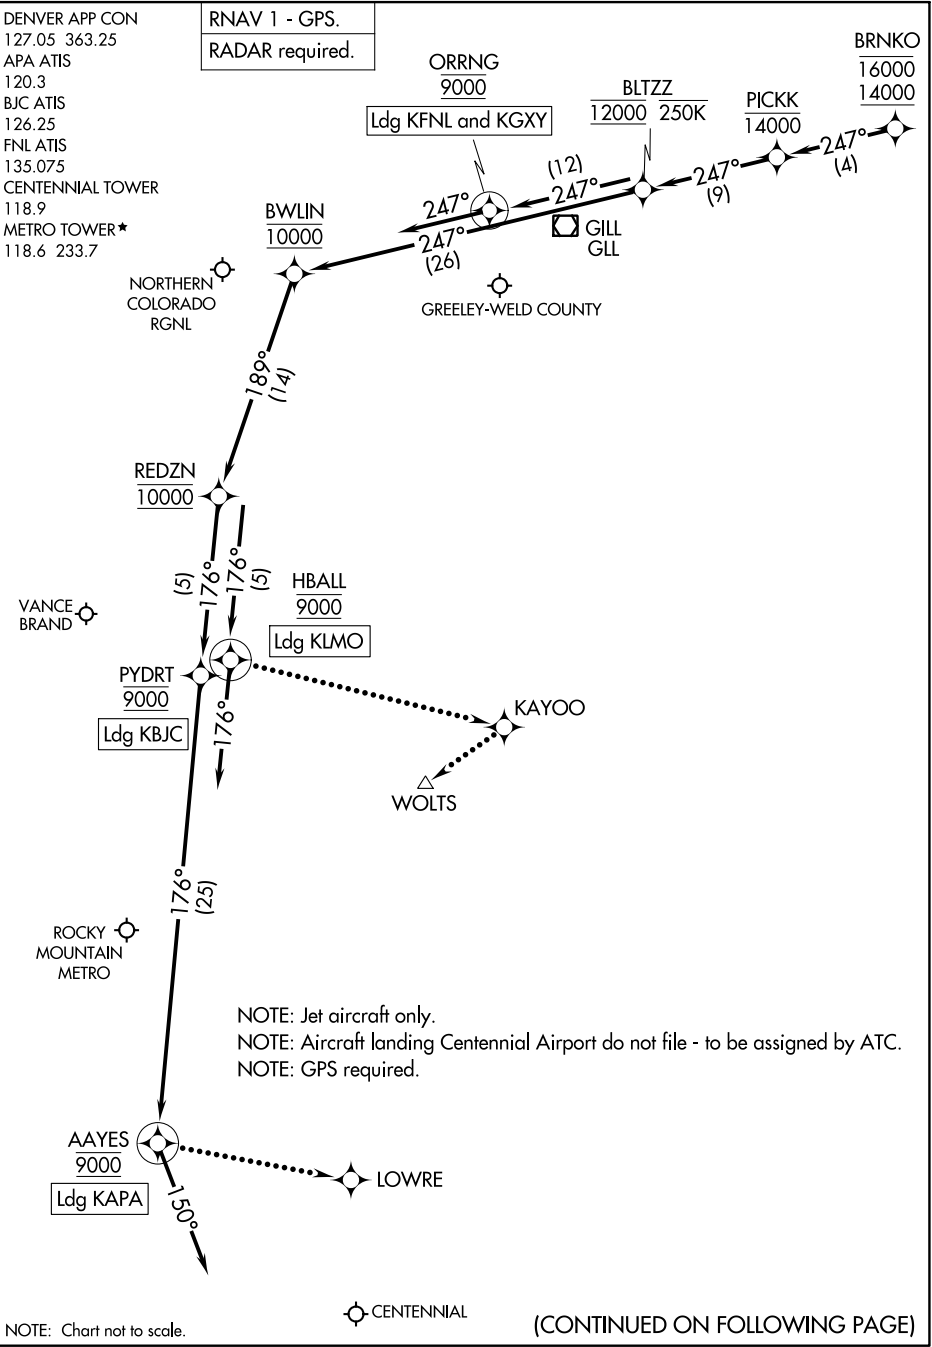 DENVER APP CON
127.05 363.25
APA ATIS
120.3
BJC ATIS
126.25
FNL ATIS
135.075
CENTENNIAL TOWER
118.9
METRO TOWER★
118.6 233.7
RNAV 1 - GPS.
RADAR required.
BRNKO
16000
14000
247°
(4)
PICKK
14000
247°
(9)
BLTZZ
12000 250K
ORRNG
9000
Ldg KFNL and KGXY
(12)
247°
247°
247°
(26)
GILL
GLL
GREELEY-WELD COUNTY
BWLIN
10000
NORTHERN
COLORADO
RGNL
189°
(14)
REDZN
10000
(5)
176°
176°
(5)
HBALL
9000
Ldg KLMO
VANCE
BRAND
PYDRT
9000
Ldg KBJC
176°
KAYOO
WOLTS
176°
(25)
ROCKY
MOUNTAIN
METRO
NOTE: Jet aircraft only.
NOTE: Aircraft landing Centennial Airport do not file - to be assigned by ATC.
NOTE: GPS required.
AAYES
9000
Ldg KAPA
150°
LOWRE
CENTENNIAL
NOTE: Chart not to scale.
(CONTINUED ON FOLLOWING PAGE)